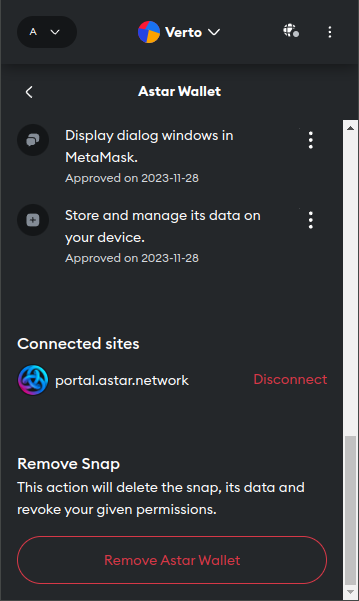 A
Verto
Astar Wallet
Display dialog windows in
MetaMask.
Approved on 2023-11-28
Store and manage its data on
your device.
Approved on 2023-11-28
Connected sites
portal.astar.network
Disconnect
Remove Snap
This action will delete the snap, its data and
revoke your given permissions.
Remove Astar Wallet